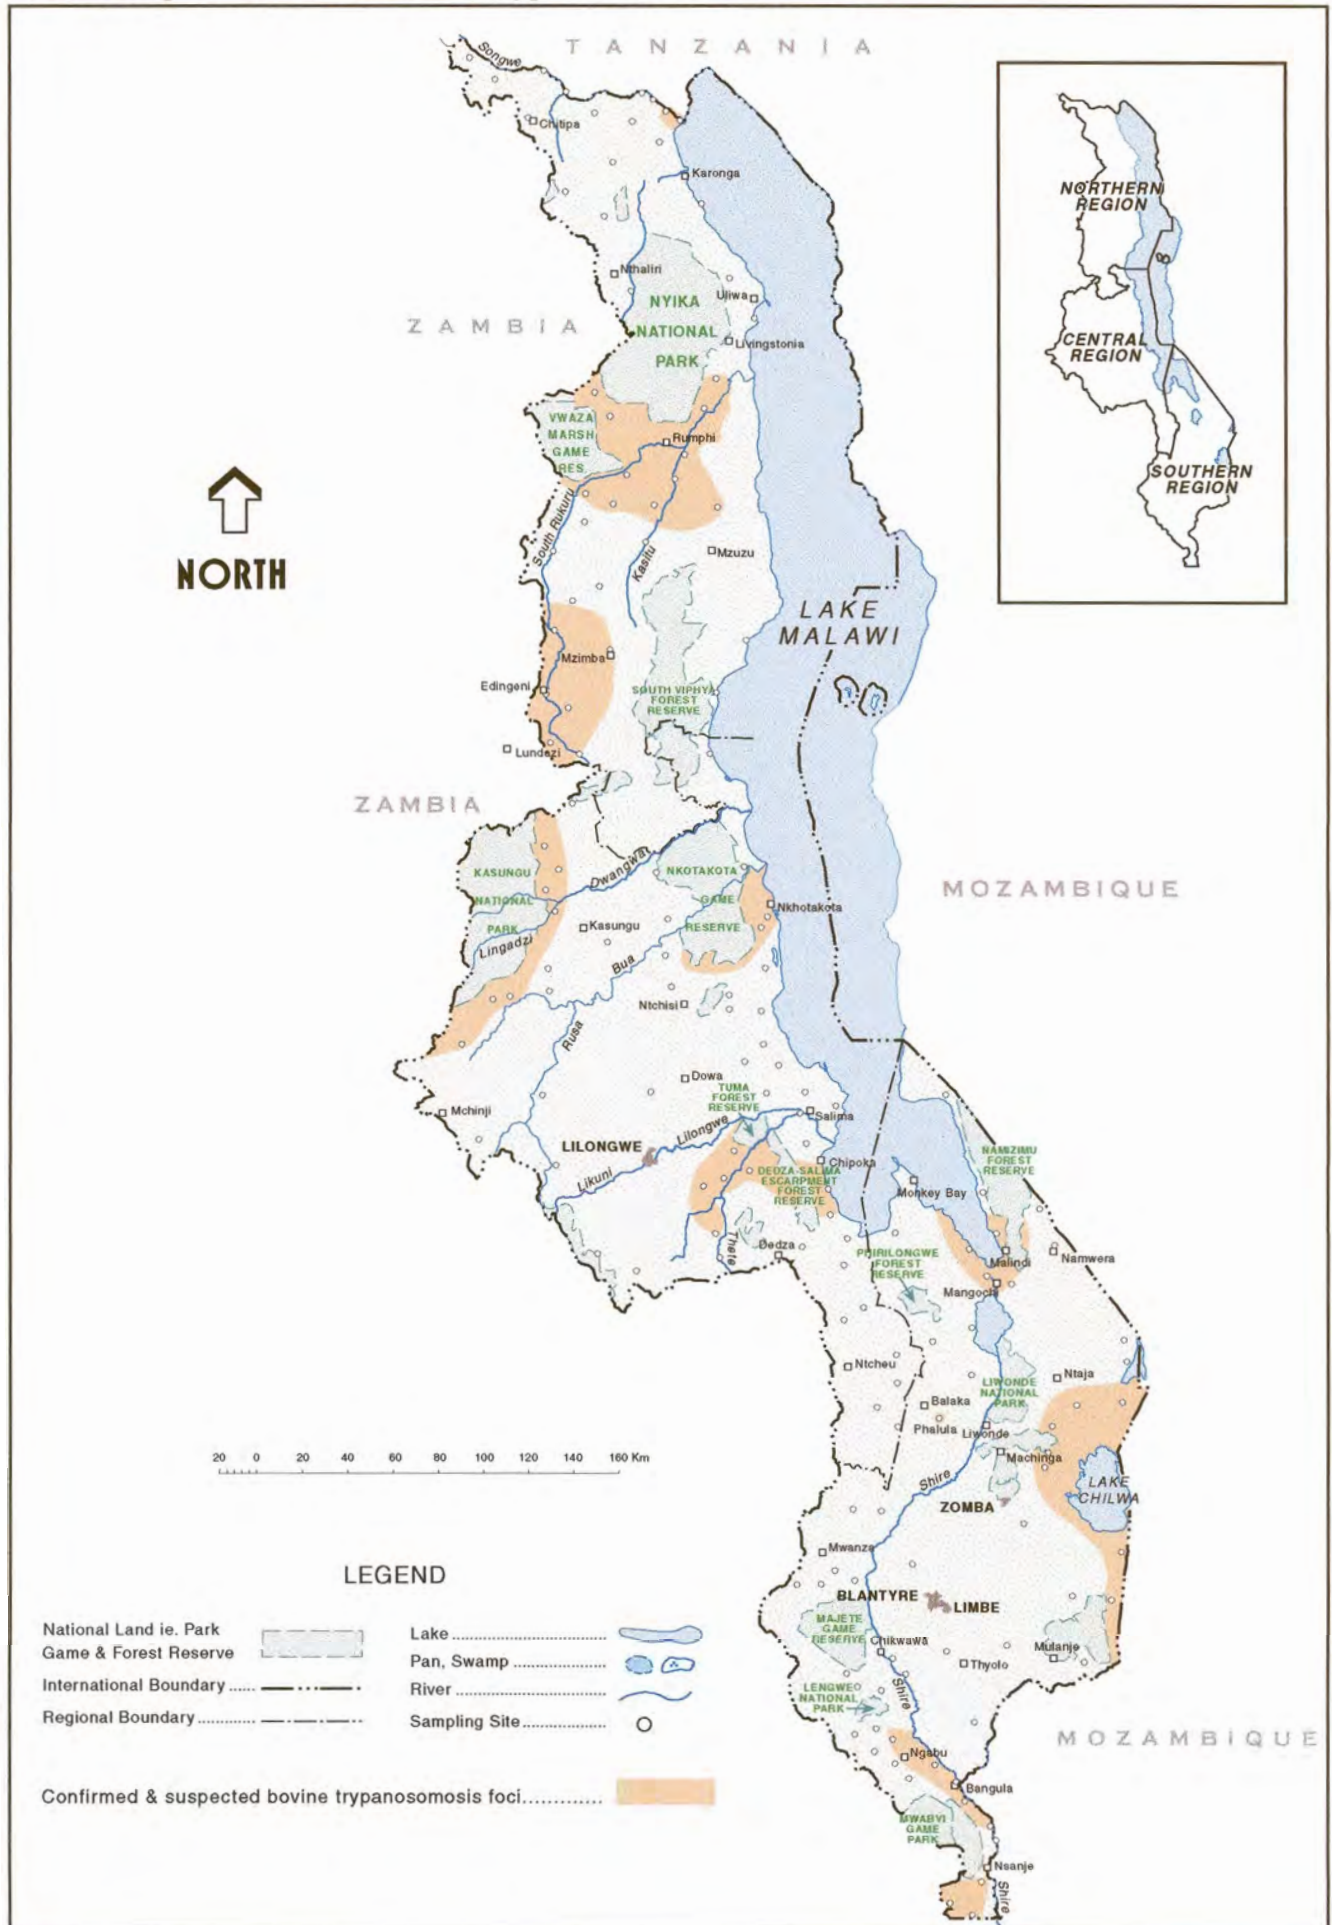 TANZANIA
Songwe
Chitipa
Karonga
NORTHERN
REGION
Nthaliri
NYIKA
NATIONAL
PARK
Uliwa
Livingstonia
ZAMBIA
CENTRAL
REGION
SOUTHERN
REGION
VWAZA
MARSH
GAME
RES.
Rumphi
South Rukuru
Kasitu
Mzuzu
NORTH
LAKE
MALAWI
Mzimba
Edingeni
SOUTH VIPHYA
FOREST
RESERVE
Lundazi
ZAMBIA
KASUNGU
NATIONAL
PARK
Lingadzi
Dwangwa
NKOTAKOTA
GAME
RESERVE
Nkhotakota
Kasungu
Bua
MOZAMBIQUE
Ntchisi
Rusa
Dowa
TUMA
FOREST
RESERVE
Mchinji
Salima
LILONGWE
Lilongwe
Likuni
Chipoka
DEDZA-SALIMA
ESCARPMENT
FOREST
RESERVE
Monkey Bay
NAMIZIMU
FOREST
RESERVE
Thete
Dedza
PHIRILONGWE
FOREST
RESERVE
Malindi
Namwera
Mangochi
Ntcheu
LIWONDE
NATIONAL
PARK
Ntaja
Balaka
Phalula
Liwonde
Machinga
Shire
ZOMBA
LAKE
CHILWA
20 0 20 40 60 80 100 120 140 160 Km
Mwanza
BLANTYRE
LIMBE
MAJETE
GAME
RESERVE
Chikwawa
Mulanje
Thyolo
LENGWE
NATIONAL
PARK
Shire
MOZAMBIQUE
Ngabu
Bangula
MWABVI
GAME
PARK
Nsanje
Shire
LEGEND
National Land ie. Park
Game & Forest Reserve
International Boundary .....
Regional Boundary..............
Lake ..............................
Pan, Swamp ..................
River ..............................
Sampling Site................
Confirmed & suspected bovine trypanosomosis foci............